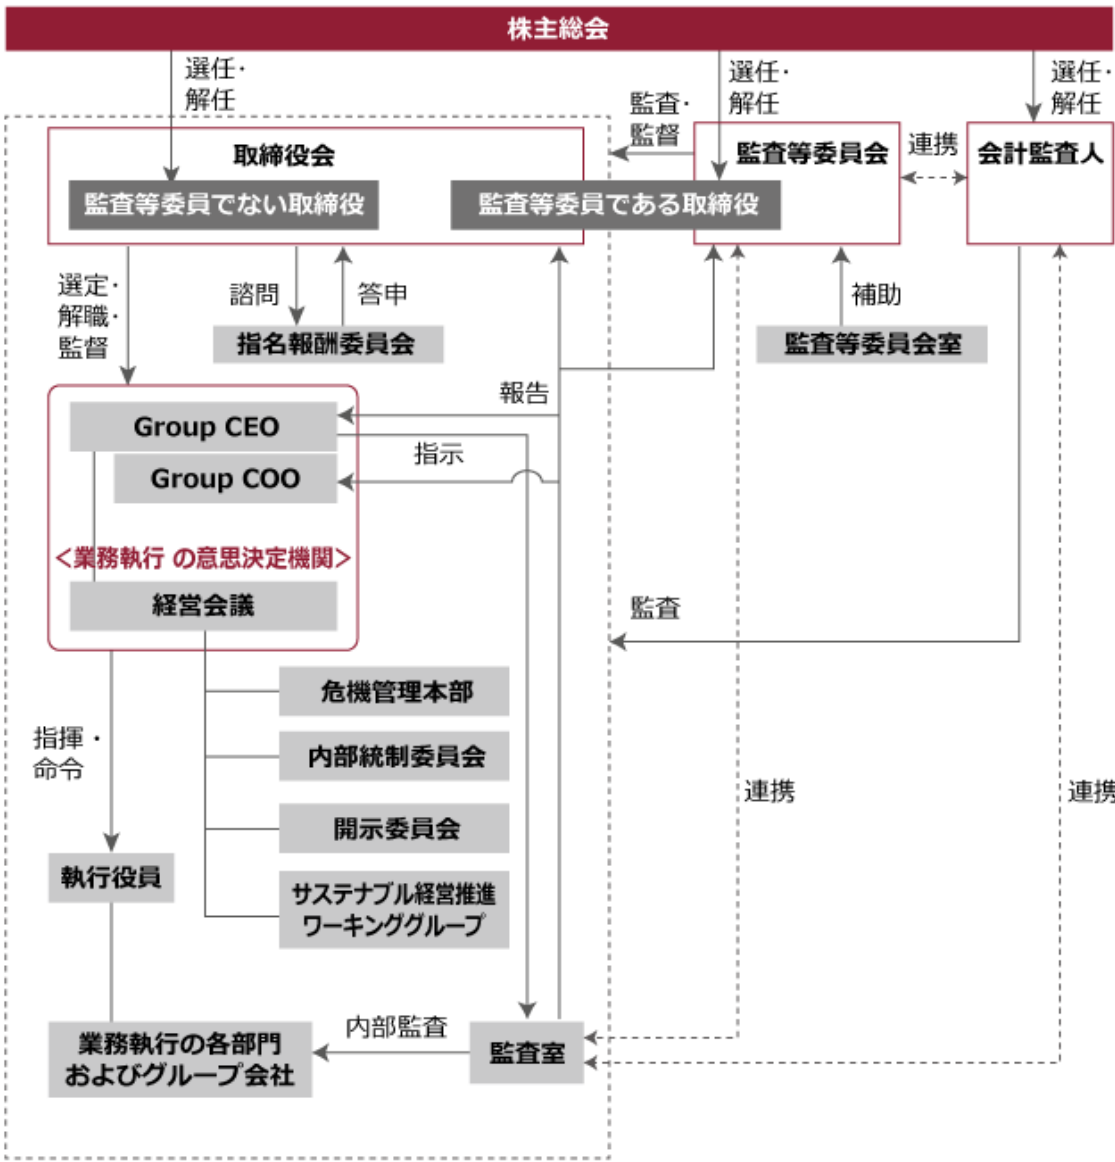 株主総会
選任・
解任
選任・
解任
選任・
解任
監査・
監督
取締役会
監査等委員会
連携
会計監査人
監査等委員でない取締役
監査等委員である取締役
選定・
解職・
監督
諮問
答申
補助
指名報酬委員会
監査等委員会室
報告
Group CEO
指示
Group COO
<業務執行 の意思決定機関>
経営会議
監査
危機管理本部
指揮・
命令
内部統制委員会
連携
連携
開示委員会
執行役員
サステナブル経営推進
ワーキンググループ
内部監査
業務執行の各部門
およびグループ会社
監査室